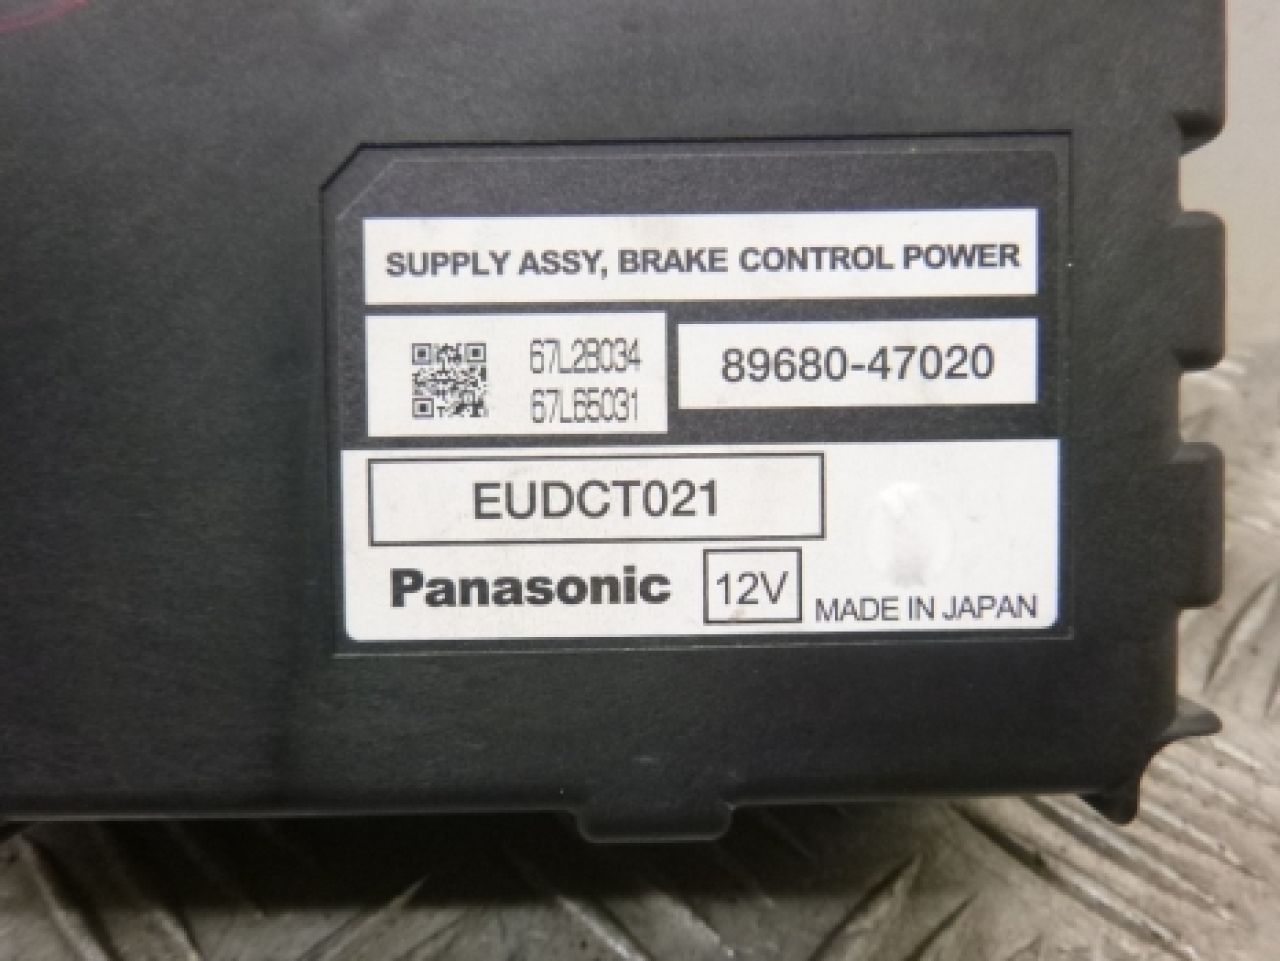 SUPPLY ASSY, BRAKE CONTROL POWER
67L2B034
67L65031
89680-47020
EUDCT021
Panasonic
12V
MADE IN JAPAN